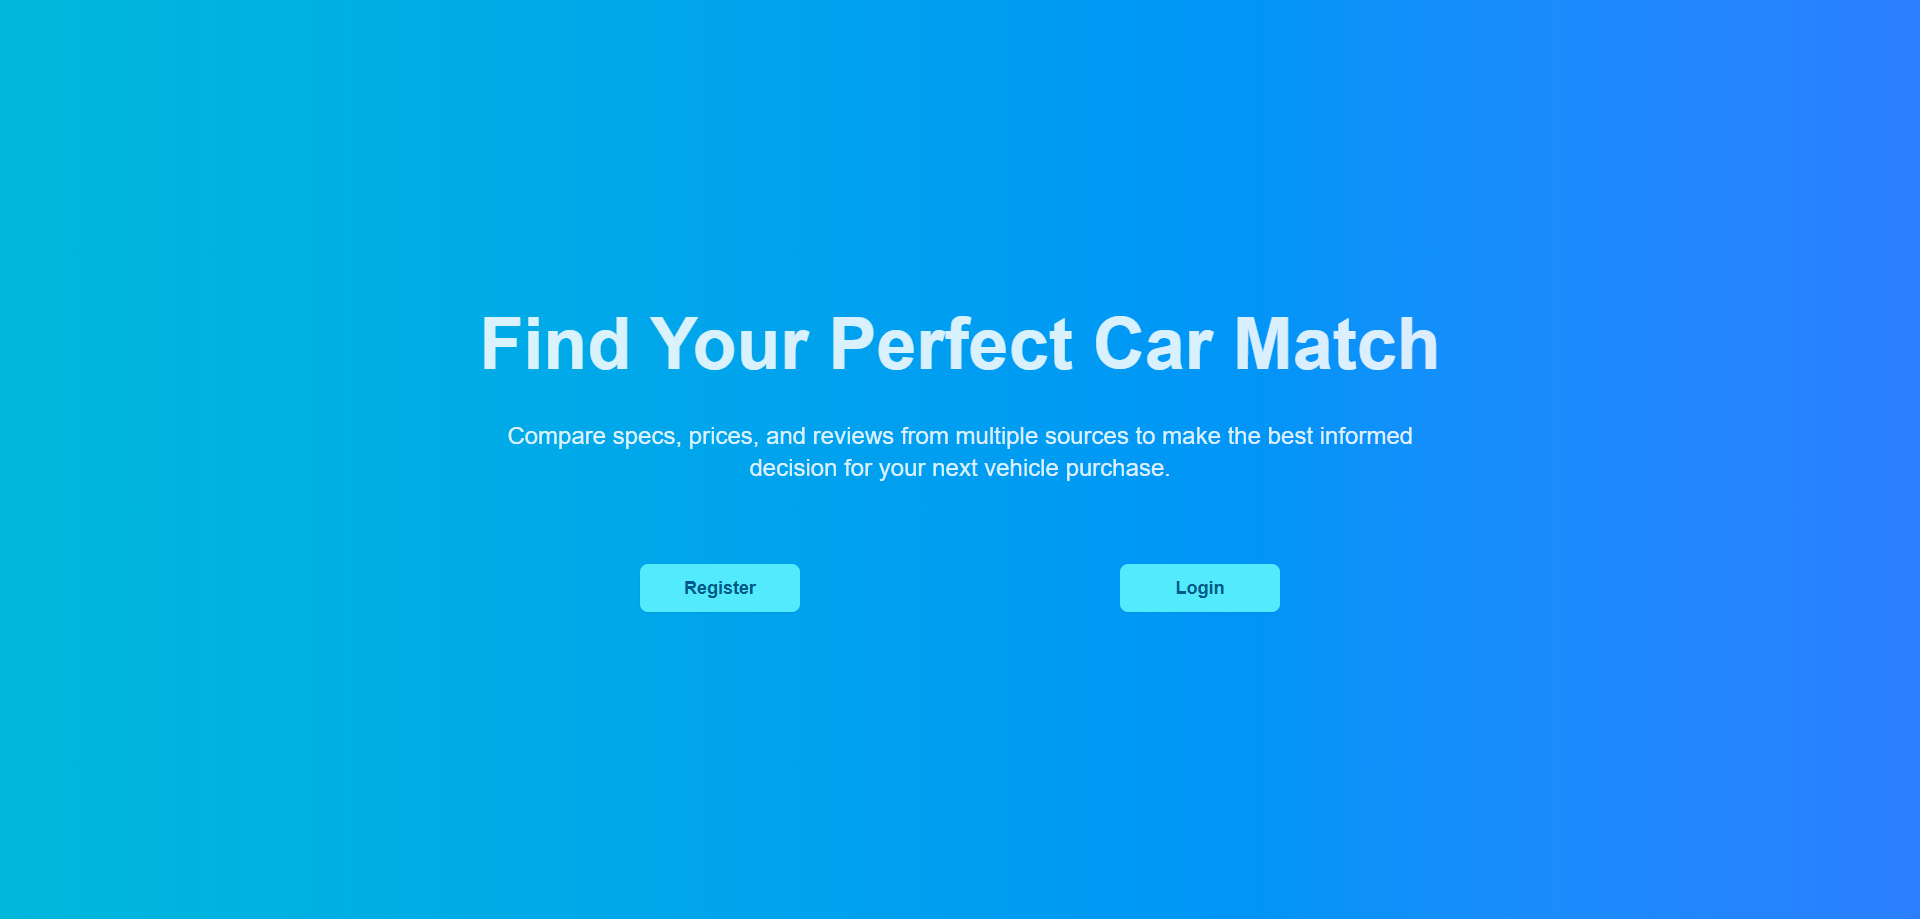 Find Your Perfect Car Match
Compare specs, prices, and reviews from multiple sources to make the best informed
decision for your next vehicle purchase.
Register
Login